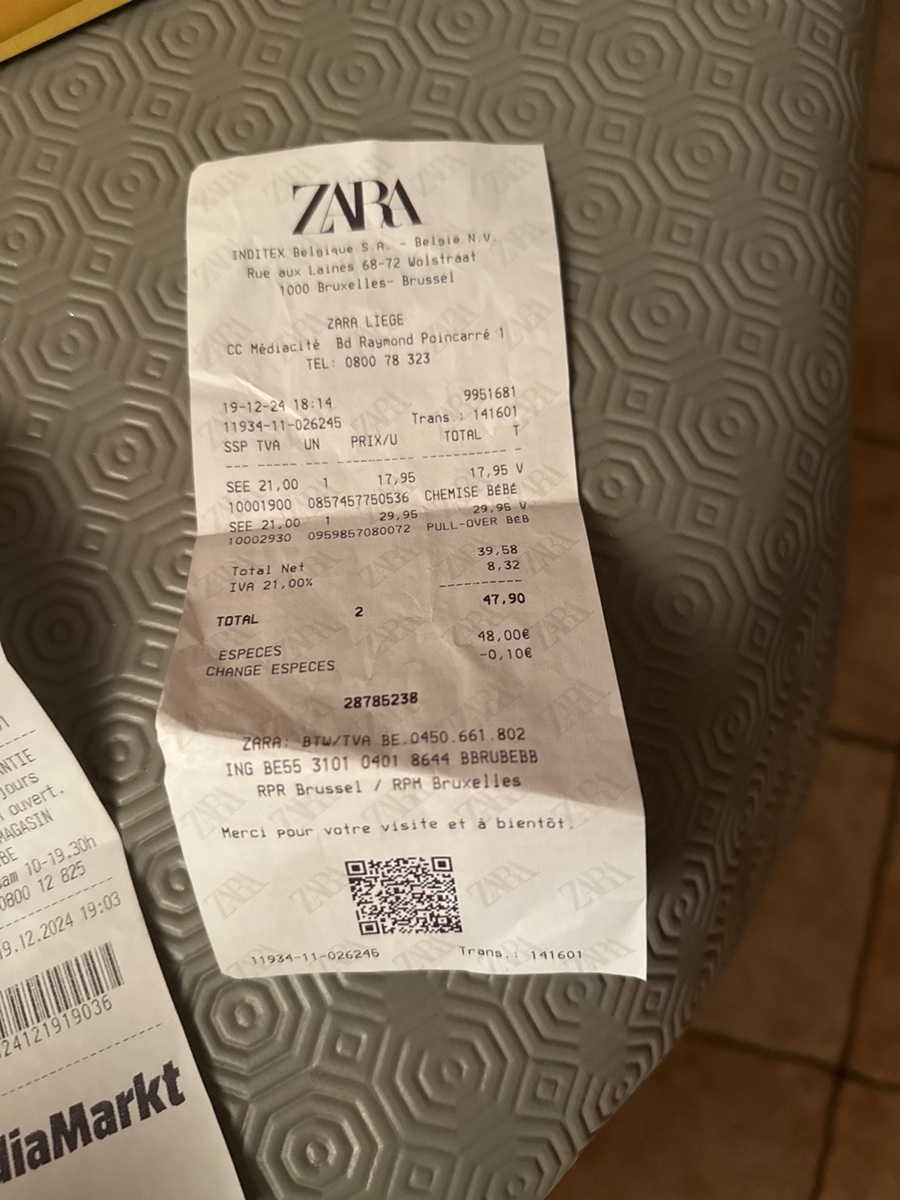 ZARA
INDITEX Belgique S.A. - België N.V.
Rue aux Laines 68-72 Wolstraat
1000 Bruxelles- Brussel
ZARA LIEGE
CC Médiacité Bd Raymond Poincarré 1
TEL: 0800 78 323
19-12-24 18:14 9951681
11934-11-026245 Trans.: 141601
SSP TVA UN PRIX/U TOTAL T
SEE 21,00 1 17,95 17,95 V
10001900 0857457750536 CHEMISE BÉBÉ
SEE 21,00 1 29,95 29,95 V
10002930 0959857080072 PULL-OVER BÉB
Total Net 39,58
IVA 21,00% 8,32
TOTAL 2 47,90
ESPECES 48,00€
CHANGE ESPECES -0,10€
28785238
ZARA: BTW/TVA BE.0450.661.802
ING BE55 3101 0401 8644 BBRUBEBB
RPR Brussel / RPM Bruxelles
Merci pour votre visite et à bientôt.
11934-11-026245 Trans.: 141601
NTIE
jours
ouvert.
MAGASIN
BE
sam 10-19.30h
0800 12 825
19.12.2024 19:03
24121919036
diaMarkt